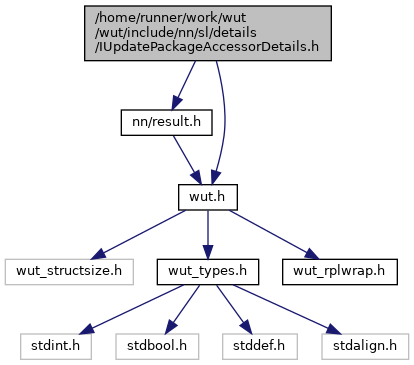 /home/runner/work/wut
/wut/include/nn/sl/details
/IUpdatePackageAccessorDetails.h
nn/result.h
wut.h
wut_structsize.h
wut_types.h
wut_rplwrap.h
stdint.h
stdbool.h
stddef.h
stdalign.h